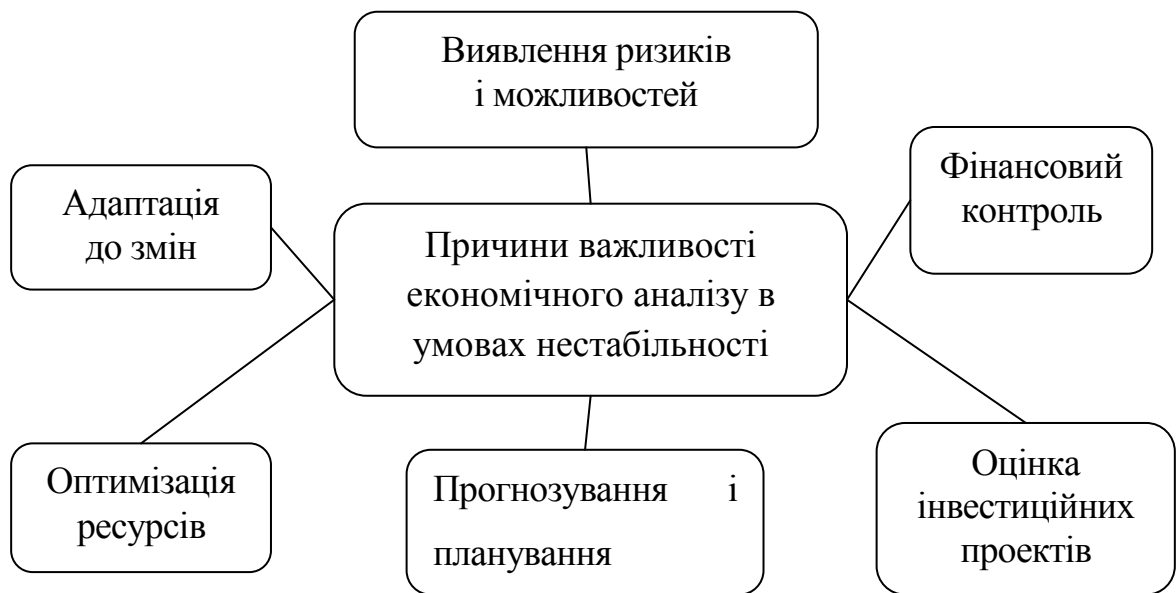 Виявлення ризиків
і можливостей
Адаптація
до змін
Фінансовий
контроль
Причини важливості
економічного аналізу в
умовах нестабільності
Оптимізація
ресурсів
Прогнозування і
планування
Оцінка
інвестиційних
проектів